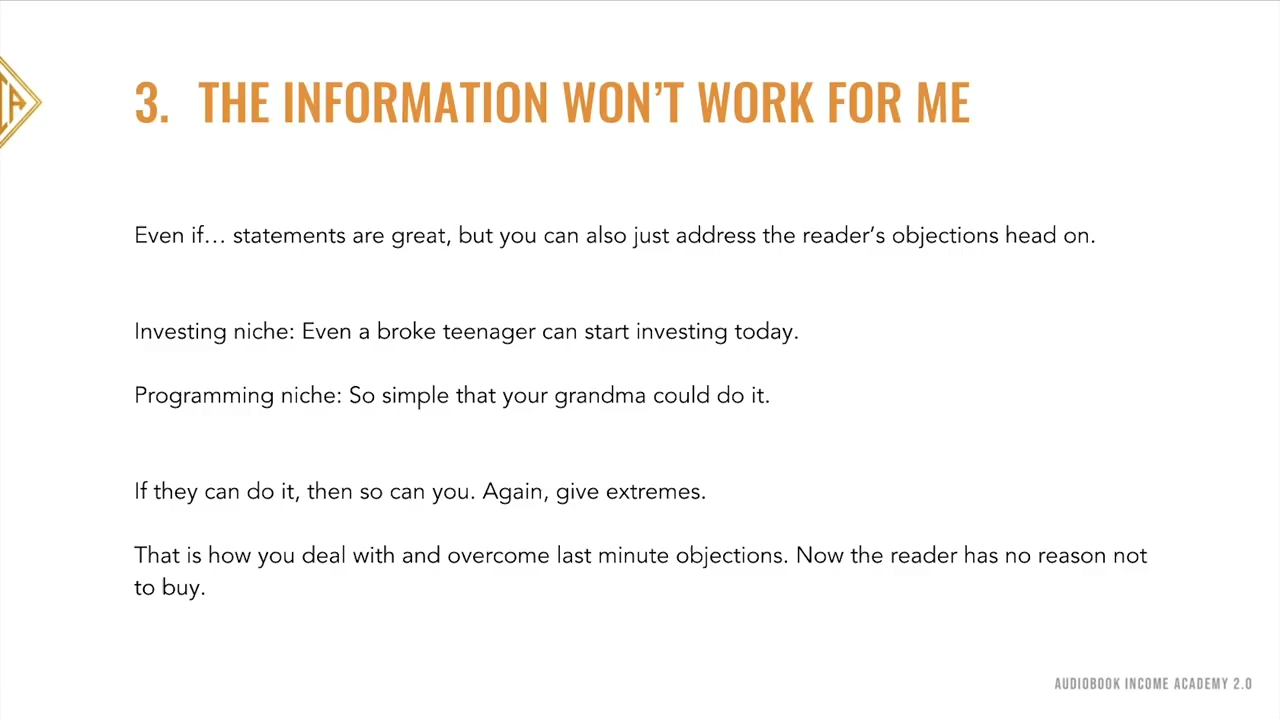 3. THE INFORMATION WON'T WORK FOR ME
Even if… statements are great, but you can also just address the reader's objections head on.
Investing niche: Even a broke teenager can start investing today.
Programming niche: So simple that your grandma could do it.
If they can do it, then so can you. Again, give extremes.
That is how you deal with and overcome last minute objections. Now the reader has no reason not
to buy.
AUDIOBOOK INCOME ACADEMY 2.0